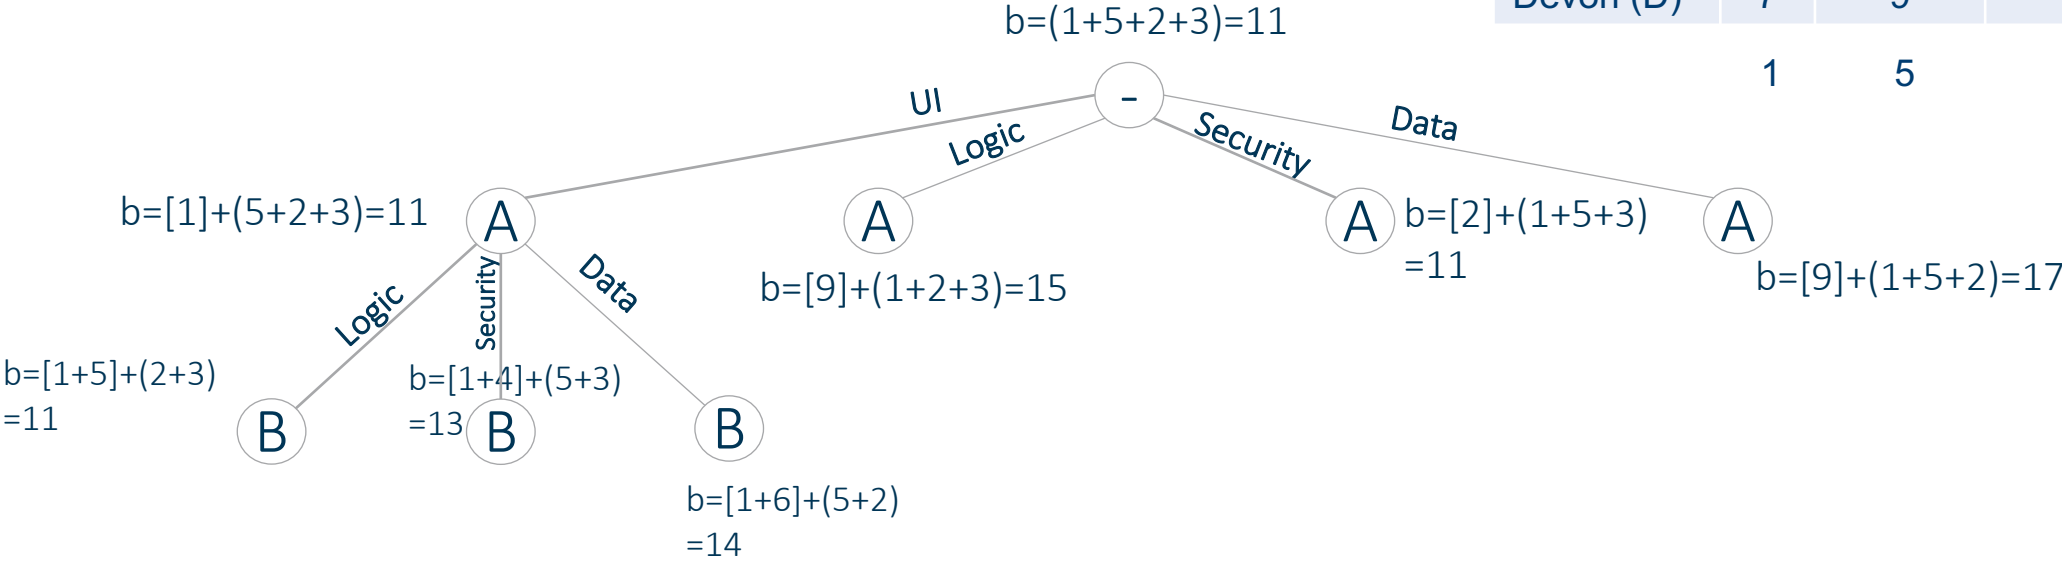 b=(1+5+2+3)=11
Devon (D) 7 9
1 5
-
UI
Logic
Security
Data
b=[1]+(5+2+3)=11
A
A
A
b=[2]+(1+5+3)
=11
A
b=[9]+(1+2+3)=15
b=[9]+(1+5+2)=17
Logic
Security
Data
b=[1+5]+(2+3)
=11
B
b=[1+4]+(5+3)
=13
B
B
b=[1+6]+(5+2)
=14